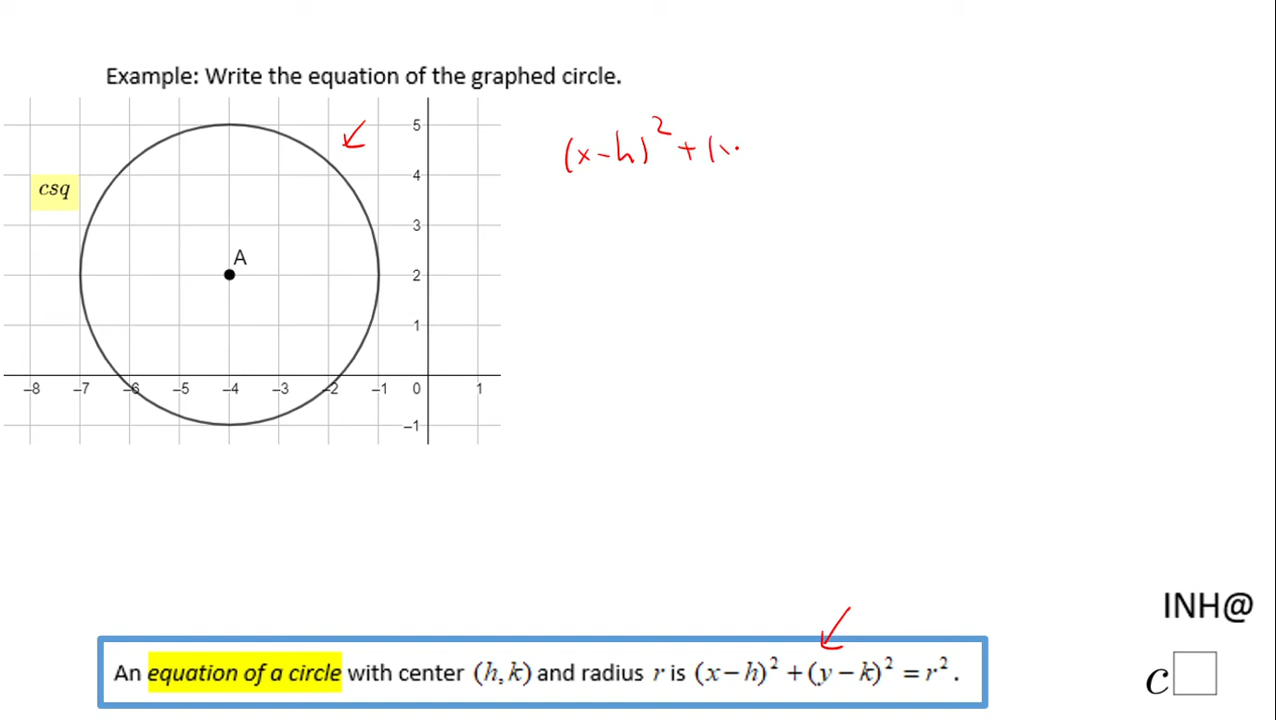 Example: Write the equation of the graphed circle.
(x-h)² + (
csq
A
5
4
3
2
1
–8 –7 –6 –5 –4 –3 –2 –1 0 1
–1
INH@
An equation of a circle with center (h,k) and radius r is (x − h)² + (y − k)² = r².
c